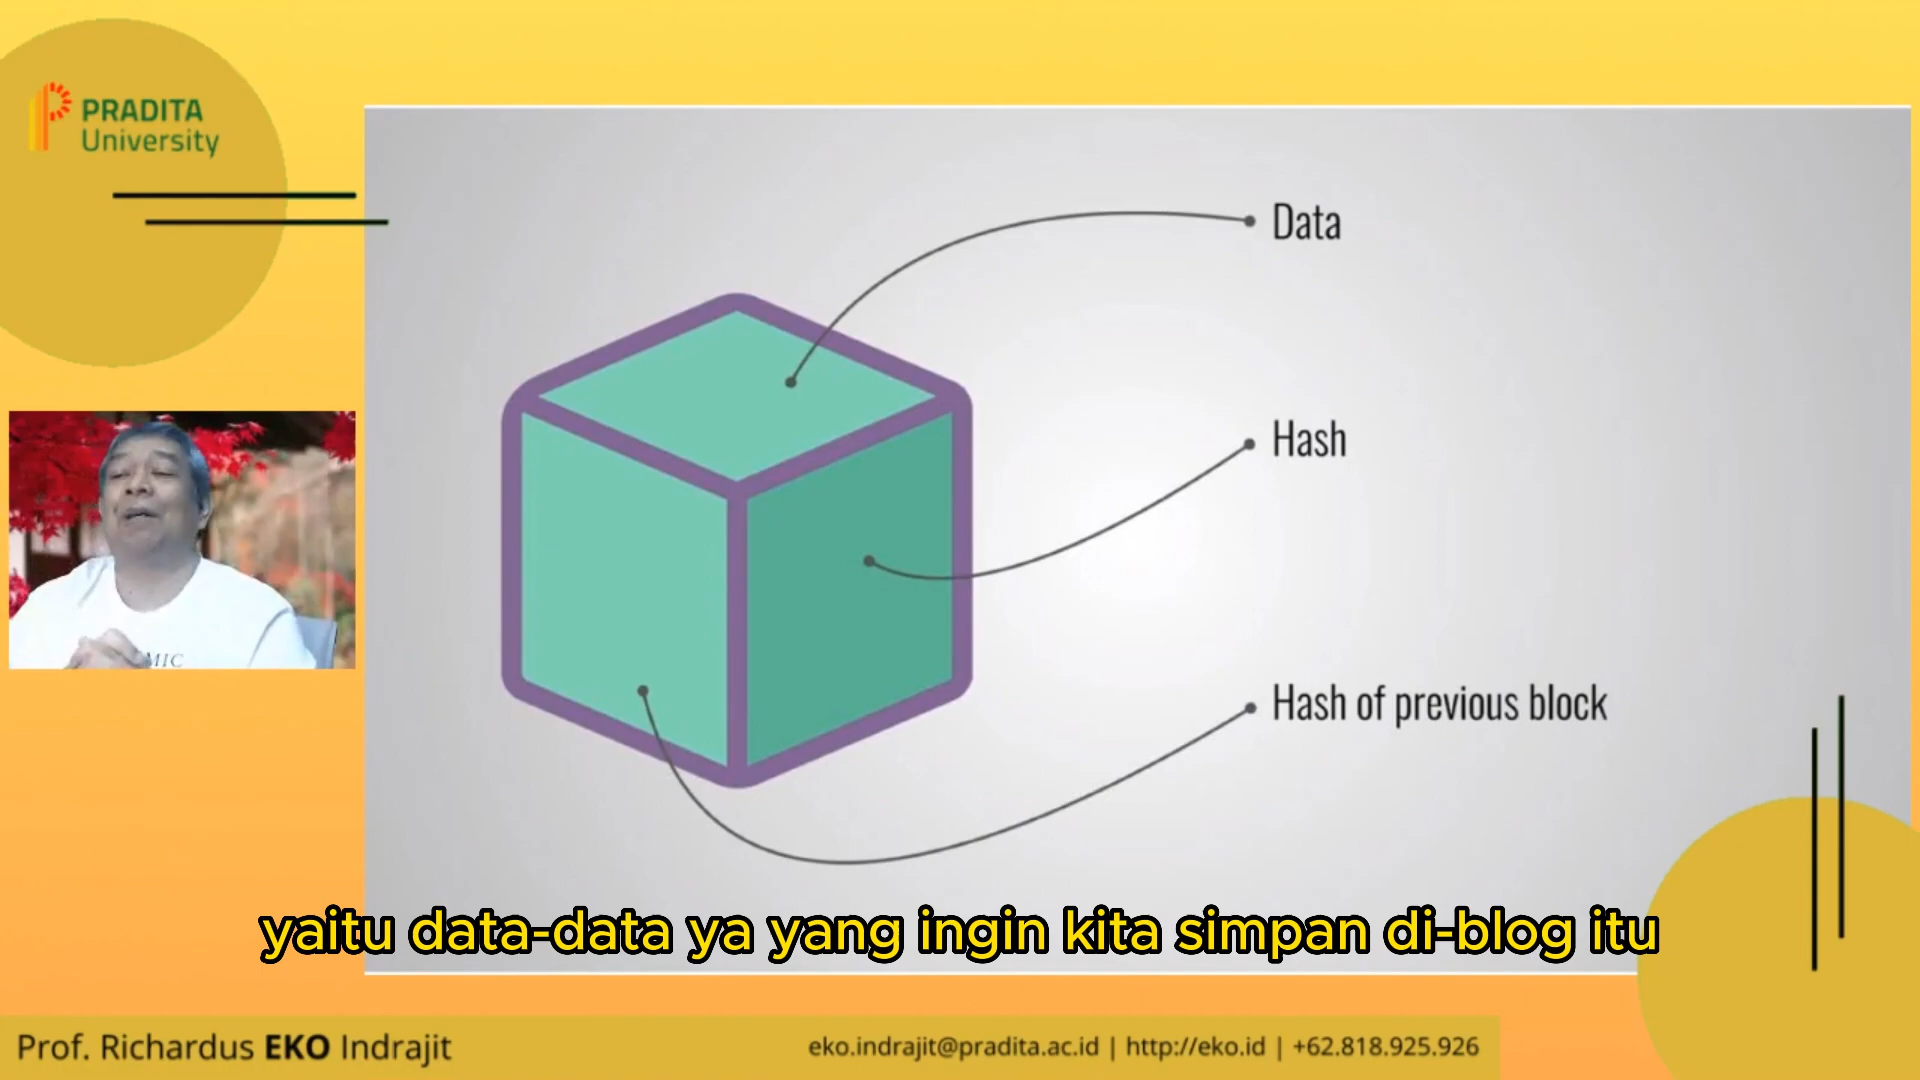 PRADITA
University
Data
Hash
Hash of previous block
MIC
yaitu data-data ya yang ingin kita simpan di-blog itu
Prof. Richardus EKO Indrajit
eko.indrajit@pradita.ac.id | http://eko.id | +62.818.925.926